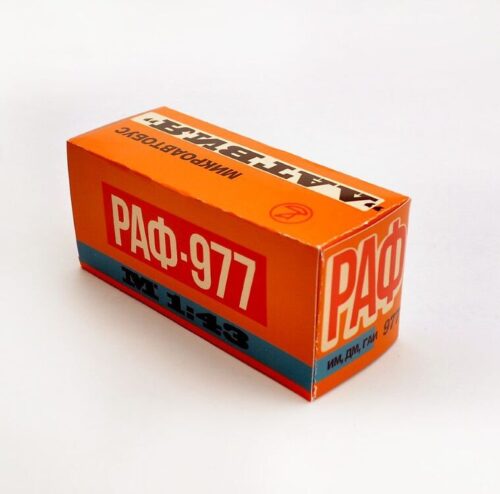 МИКРОАВТОБУС
„ЛАТВИЯ"
РАФ-977
М 1:43
РАФ
977
ИМ, ДМ, ГАИ